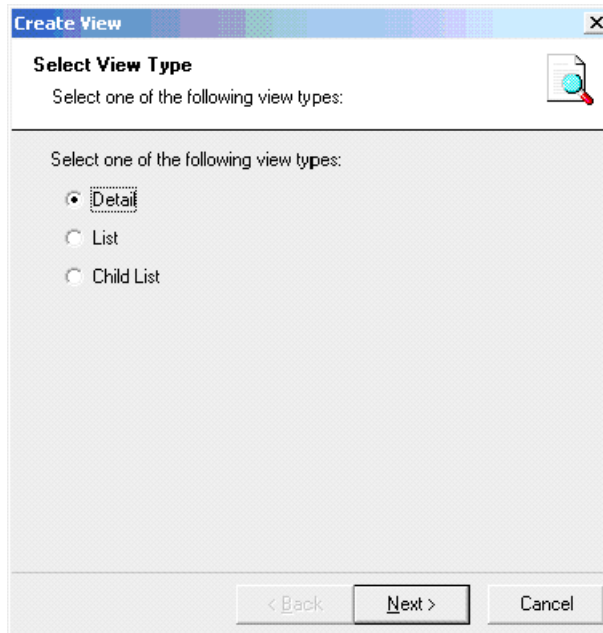 Create View
Select View Type
Select one of the following view types:
Select one of the following view types:
Detail
List
Child List
< Back Next > Cancel